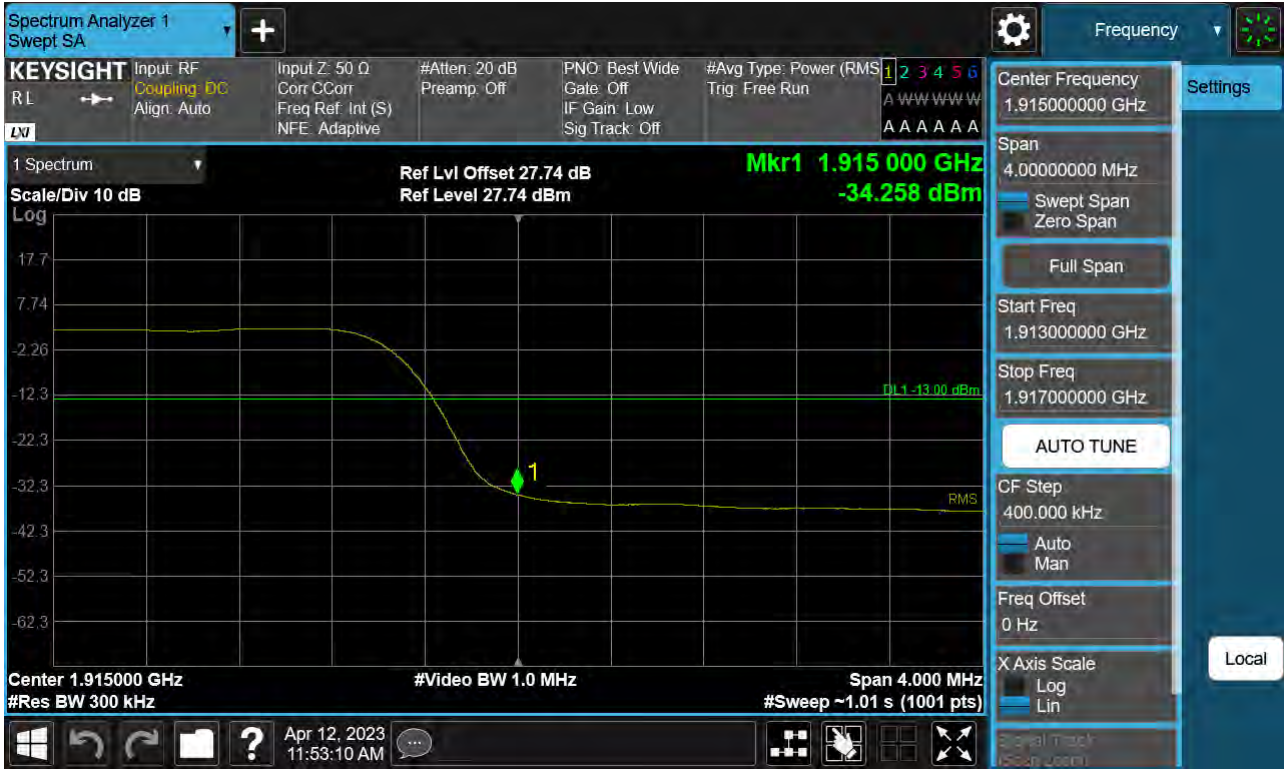 Spectrum Analyzer 1
Swept SA
+
Frequency
KEYSIGHT
RL
LXI
Input: RF
Coupling: DC
Align: Auto
Input Z: 50 Ω
Corr CCorr
Freq Ref: Int (S)
NFE: Adaptive
#Atten: 20 dB
Preamp: Off
PNO: Best Wide
Gate: Off
IF Gain: Low
Sig Track: Off
#Avg Type: Power (RMS
Trig: Free Run
1 2 3 4 5 6
A W W W W W
A A A A A A
1 Spectrum
Scale/Div 10 dB
Log
Ref Lvl Offset 27.74 dB
Ref Level 27.74 dBm
Mkr1 1.915 000 GHz
-34.258 dBm
17.7
7.74
-2.26
-12.3
-22.3
-32.3
-42.3
-52.3
-62.3
DL1 -13.00 dBm
1
RMS
Center 1.915000 GHz
#Res BW 300 kHz
#Video BW 1.0 MHz
Span 4.000 MHz
#Sweep ~1.01 s (1001 pts)
Center Frequency
1.915000000 GHz
Span
4.00000000 MHz
Swept Span
Zero Span
Full Span
Start Freq
1.913000000 GHz
Stop Freq
1.917000000 GHz
AUTO TUNE
CF Step
400.000 kHz
Auto
Man
Freq Offset
0 Hz
X Axis Scale
Log
Lin
Signal Track
(Span Zoom)
Settings
Local
?
Apr 12, 2023
11:53:10 AM